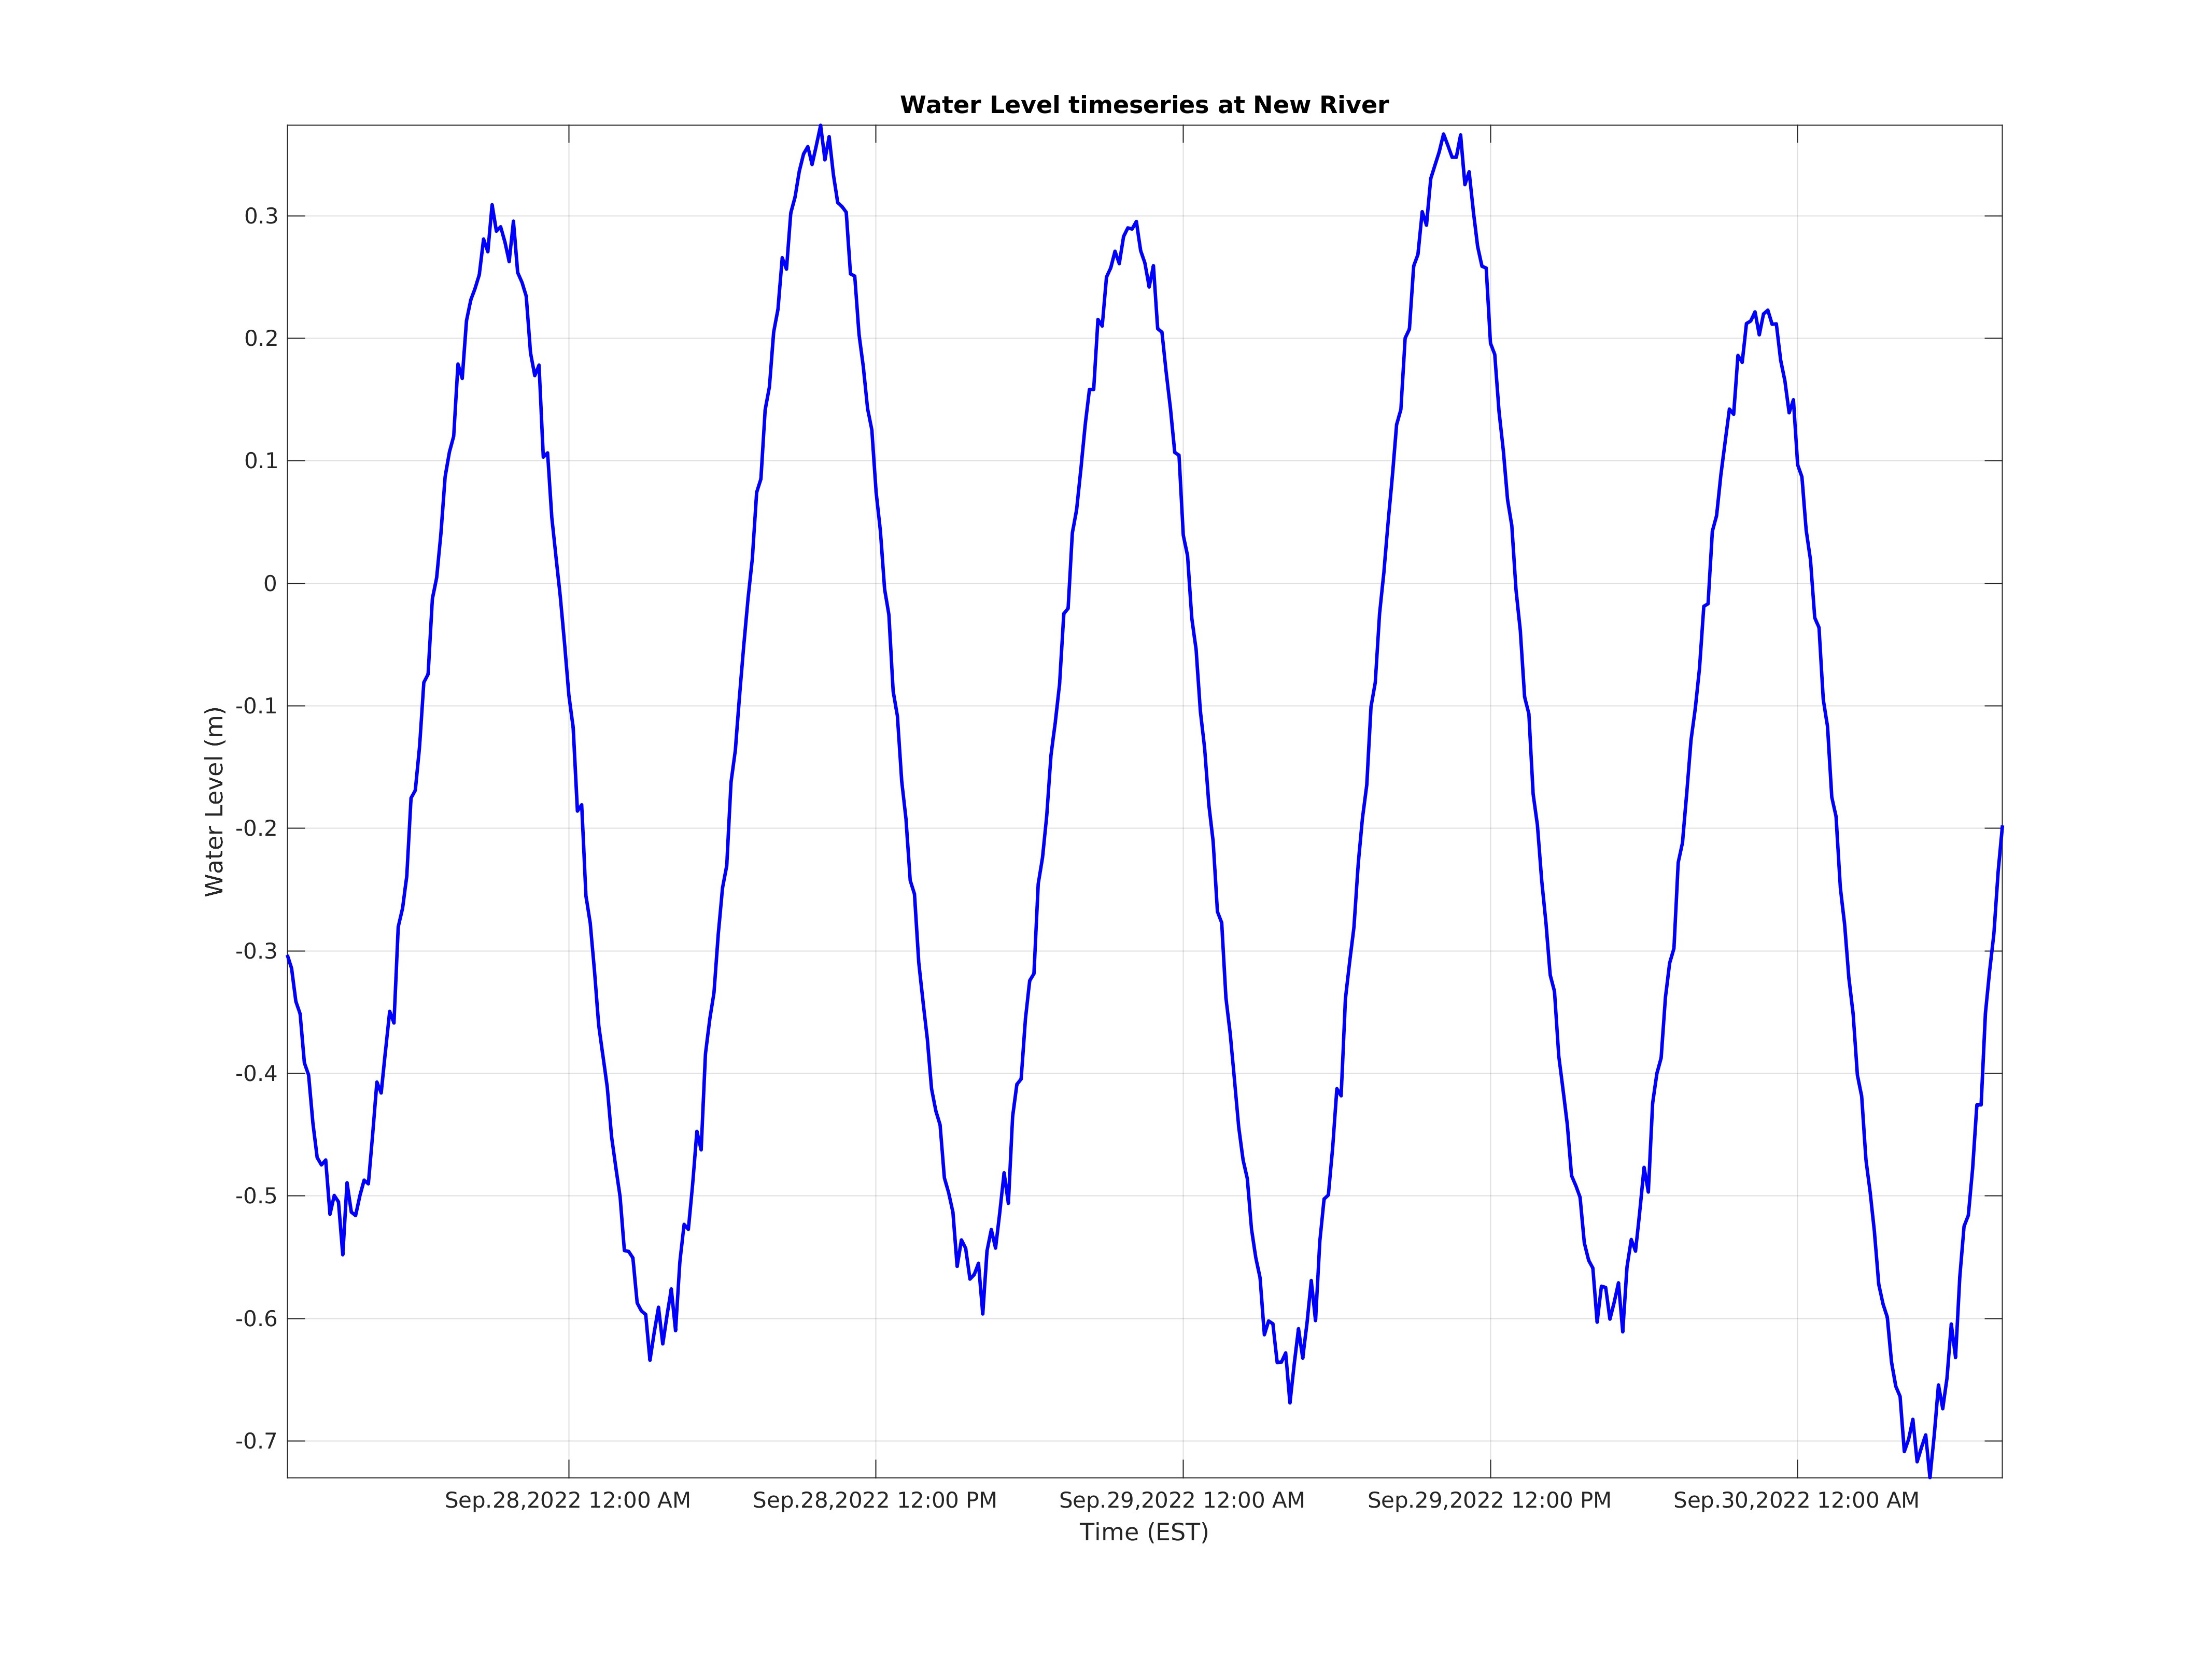 Water Level timeseries at New River
0.3
0.2
0.1
0
-0.1
-0.2
-0.3
-0.4
-0.5
-0.6
-0.7
Water Level (m)
Sep.28,2022 12:00 AM Sep.28,2022 12:00 PM Sep.29,2022 12:00 AM Sep.29,2022 12:00 PM Sep.30,2022 12:00 AM
Time (EST)